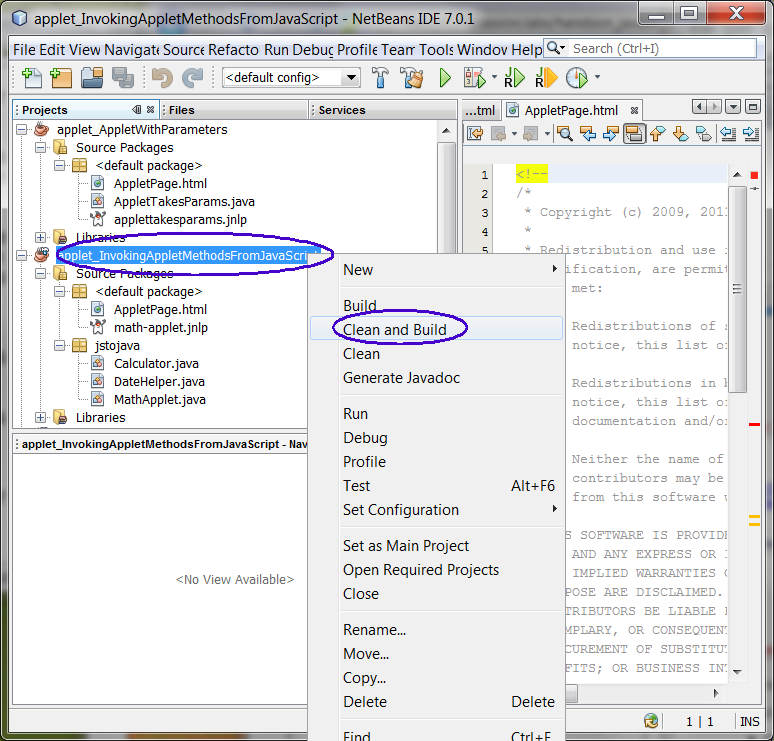 applet_InvokingAppletMethodsFromJavaScript - NetBeans IDE 7.0.1
File Edit View Navigate Source Refacto Run Debug Profile Team Tools Window Help Search (Ctrl+I)
<default config>
Projects Files Services
...tml AppletPage.html
applet_AppletWithParameters
Source Packages
<default package>
AppletPage.html
AppletTakesParams.java
applettakesparams.jnlp
Libraries
applet_InvokingAppletMethodsFromJavaScri
Source Packages
<default package>
AppletPage.html
math-applet.jnlp
jstojava
Calculator.java
DateHelper.java
MathApplet.java
Libraries
applet_InvokingAppletMethodsFromJavaScript - Nav
<No View Available>
New
Build
Clean and Build
Clean
Generate Javadoc
Run
Debug
Profile
Test Alt+F6
Set Configuration
Set as Main Project
Open Required Projects
Close
Rename...
Move...
Copy...
Delete Delete
Find Ctrl+F
1 <!--
2 /*
3 * Copyright (c) 2009, 2011
4 *
5 * Redistribution and use i
ification, are permit
met:
Redistributions of s
notice, this list o
Redistributions in b
notice, this list o
documentation and/or
Neither the name of
contributors may be
from this software w
S SOFTWARE IS PROVIDE
AND ANY EXPRESS OR I
IMPLIED WARRANTIES O
POSE ARE DISCLAIMED.
TRIBUTORS BE LIABLE F
MPLARY, OR CONSEQUENT
CUREMENT OF SUBSTITUT
FITS; OR BUSINESS INT
1 | 1 INS